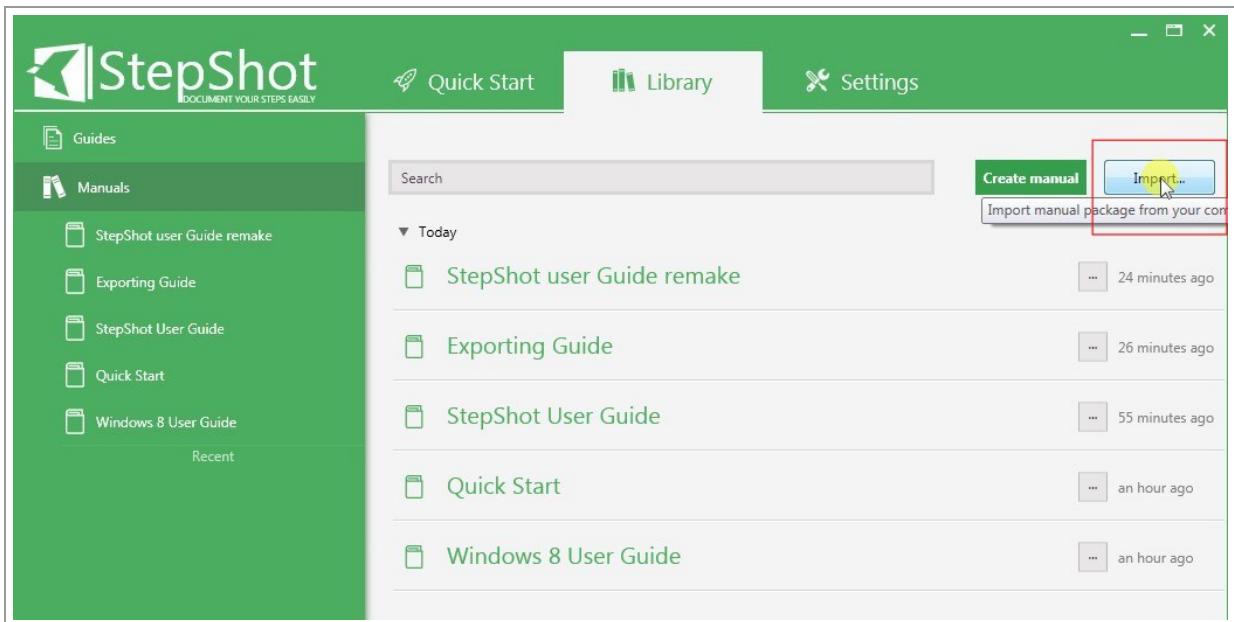 StepShot
DOCUMENT YOUR STEPS EASILY
Quick Start
Library
Settings
Guides
Manuals
StepShot user Guide remake
Exporting Guide
StepShot User Guide
Quick Start
Windows 8 User Guide
Recent
Search
Create manual
Import...
Import manual package from your com
Today
StepShot user Guide remake
... 24 minutes ago
Exporting Guide
... 26 minutes ago
StepShot User Guide
... 55 minutes ago
Quick Start
... an hour ago
Windows 8 User Guide
... an hour ago